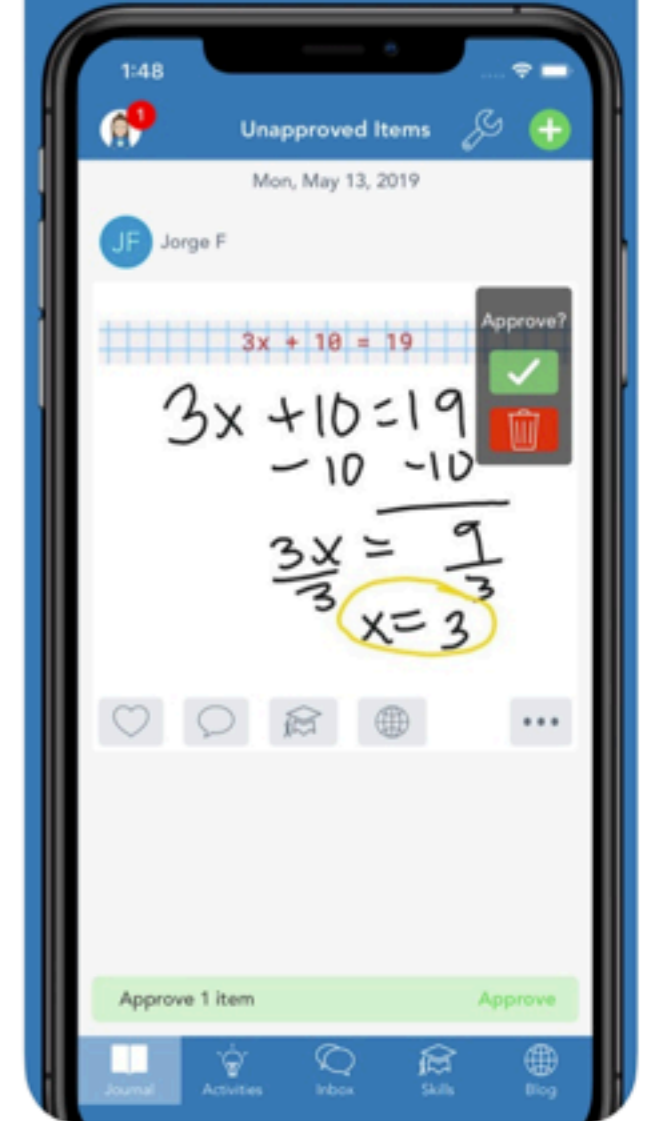 1:48
1
Unapproved Items
Mon, May 13, 2019
JF Jorge F
Approve?
3x + 10 = 19
3x +10=19
-10 -10
3x = 9
3 3
x=3
Approve 1 item Approve
Journal Activities Inbox Skills Blog